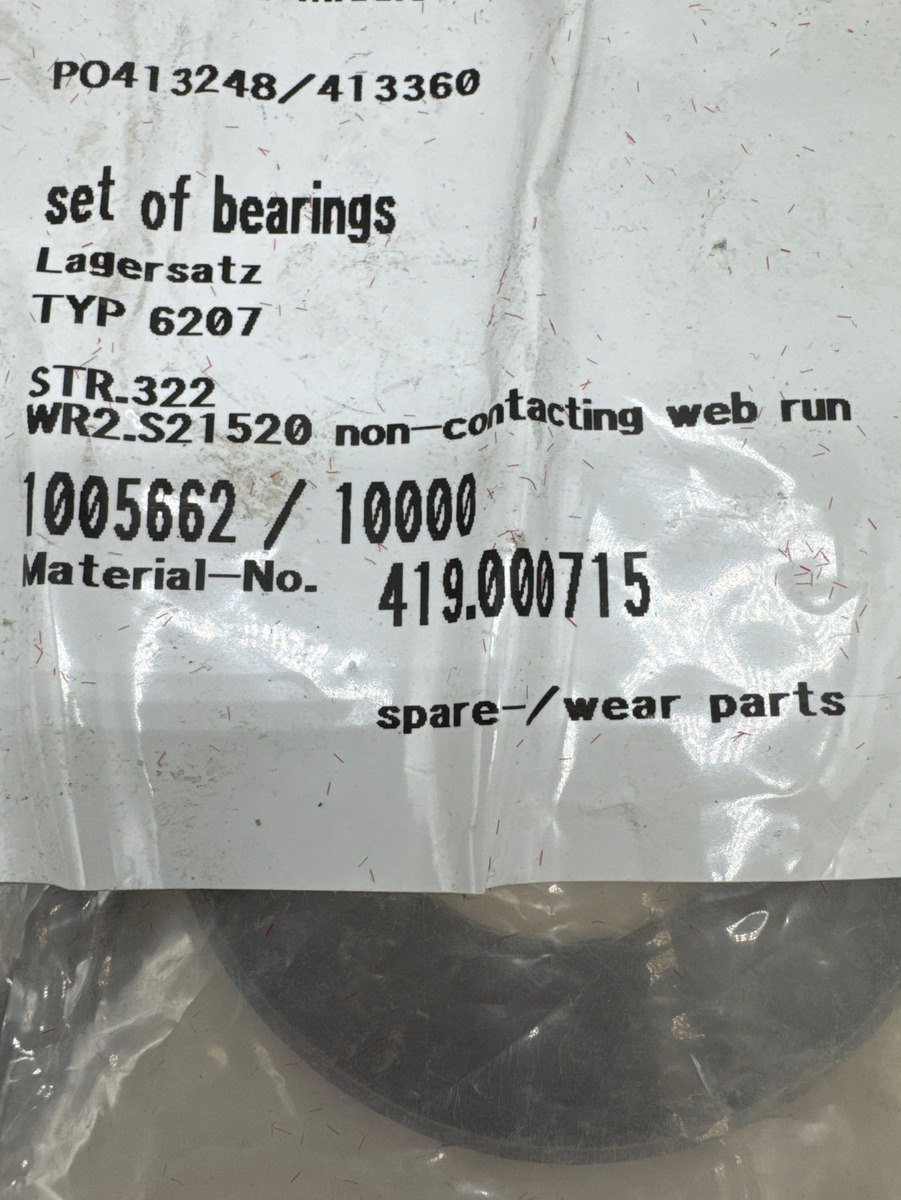 PO413248/413360
set of bearings
Lagersatz
TYP 6207
STR.322
WR2.S21520 non-contacting web run
1005662 / 10000
Material-No. 419.000715
spare-/wear parts